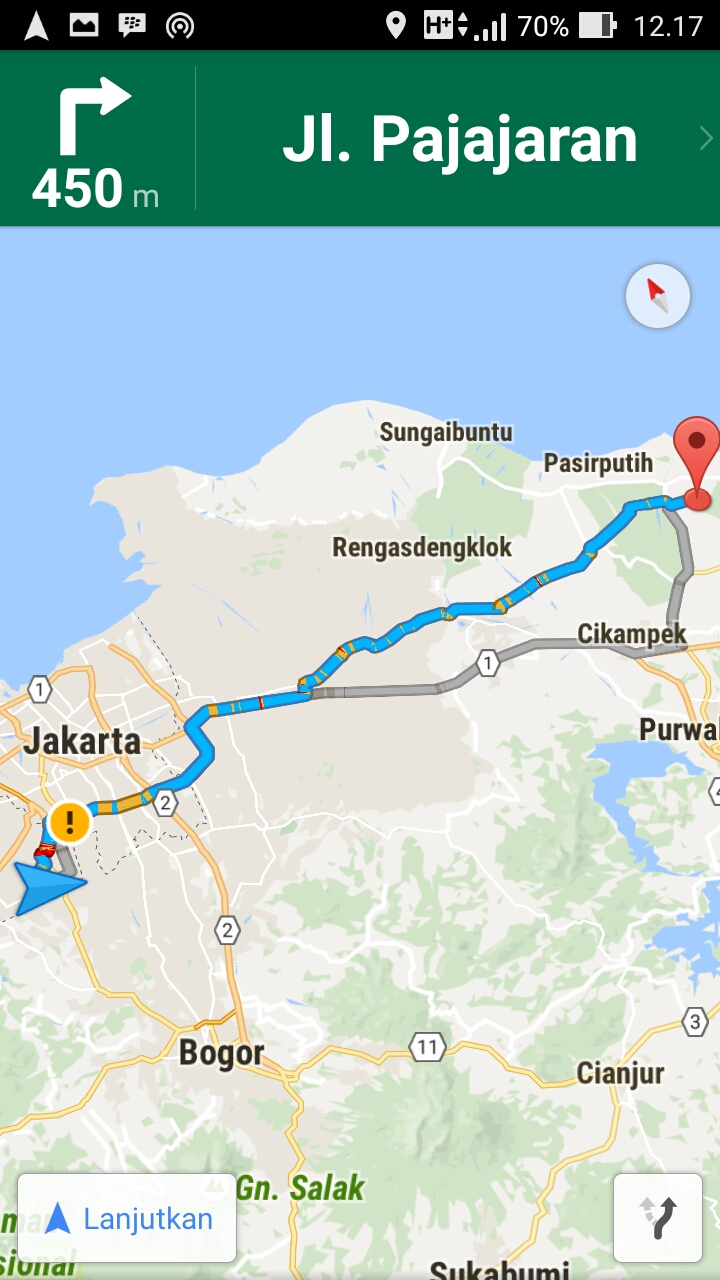 H+ 70% 12.17
Jl. Pajajaran
450 m
Sungaibuntu
Pasirputih
Rengasdengklok
Cikampek
1
1
Purwa
Jakarta
2
2
3
Bogor
11
Cianjur
Gn. Salak
Lanjutkan
sional
Sukabumi